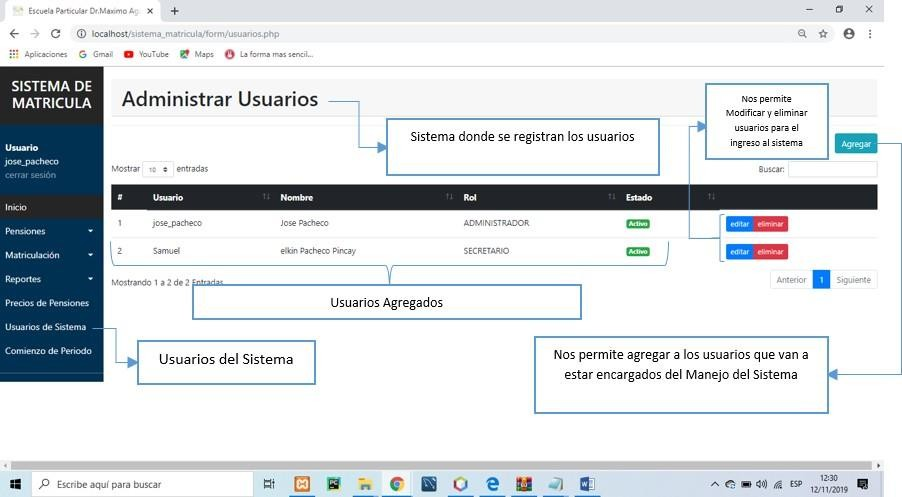 Escuela Particular Dr.Maximo Ag
localhost/sistema_matricula/form/usuarios.php
Aplicaciones Gmail YouTube Maps La forma mas sencil...
SISTEMA DE
MATRICULA
Administrar Usuarios
Nos permite
Modificar y eliminar
usuarios para el
ingreso al sistema
Sistema donde se registran los usuarios
Agregar
Usuario
jose_pacheco
cerrar sesión
Mostrar 10 entradas
Buscar:
# Usuario Nombre Rol Estado
1 jose_pacheco Jose Pacheco ADMINISTRADOR Activo editar eliminar
2 Samuel elkin Pacheco Pincay SECRETARIO Activo editar eliminar
Mostrando 1 a 2 de 2 Entradas
Anterior 1 Siguiente
Inicio
Pensiones
Matriculación
Reportes
Precios de Pensiones
Usuarios de Sistema
Comienzo de Periodo
Usuarios Agregados
Usuarios del Sistema
Nos permite agregar a los usuarios que van a
estar encargados del Manejo del Sistema
Escribe aquí para buscar
ESP
12:30
12/11/2019